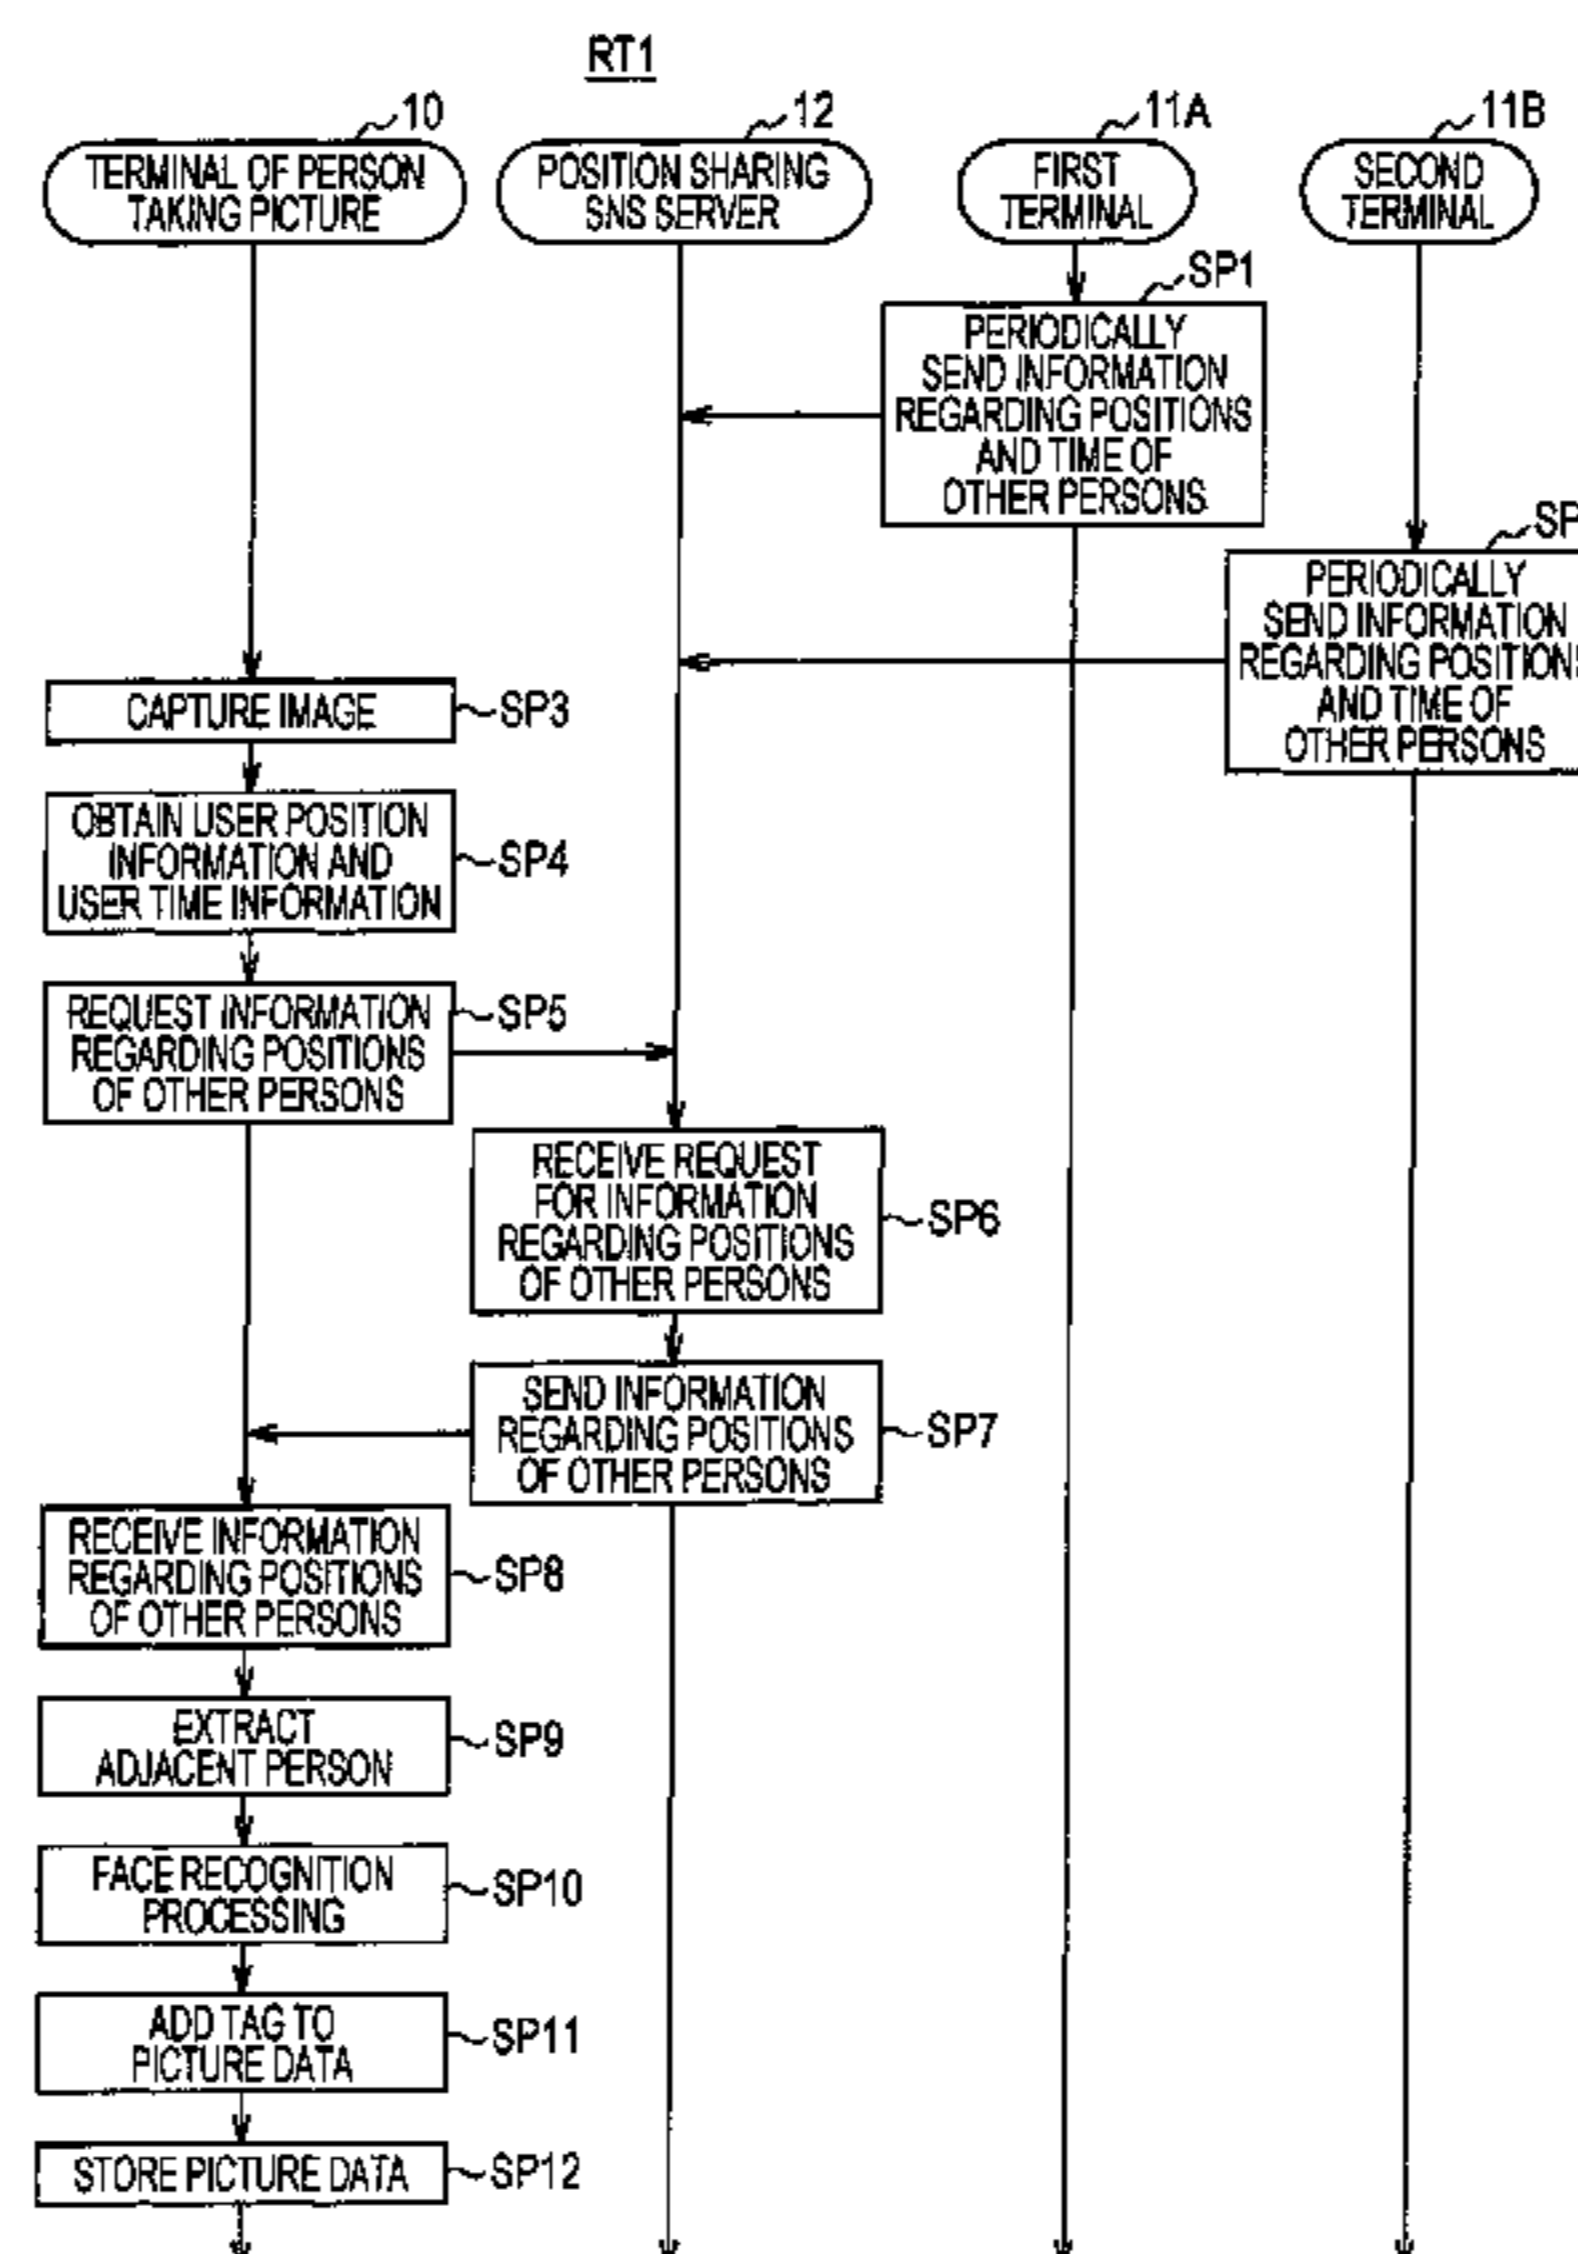 RT1
10
12
11A
11B
TERMINAL OF PERSON
TAKING PICTURE
POSITION SHARING
SNS SERVER
FIRST
TERMINAL
SECOND
TERMINAL
SP1
PERIODICALLY
SEND INFORMATION
REGARDING POSITIONS
AND TIME OF
OTHER PERSONS
SP
PERIODICALLY
SEND INFORMATION
REGARDING POSITIONS
AND TIME OF
OTHER PERSONS
CAPTURE IMAGE
SP3
OBTAIN USER POSITION
INFORMATION AND
USER TIME INFORMATION
SP4
REQUEST INFORMATION
REGARDING POSITIONS
OF OTHER PERSONS
SP5
RECEIVE REQUEST
FOR INFORMATION
REGARDING POSITIONS
OF OTHER PERSONS
SP6
SEND INFORMATION
REGARDING POSITIONS
OF OTHER PERSONS
SP7
RECEIVE INFORMATION
REGARDING POSITIONS
OF OTHER PERSONS
SP8
EXTRACT
ADJACENT PERSON
SP9
FACE RECOGNITION
PROCESSING
SP10
ADD TAG TO
PICTURE DATA
SP11
STORE PICTURE DATA
SP12